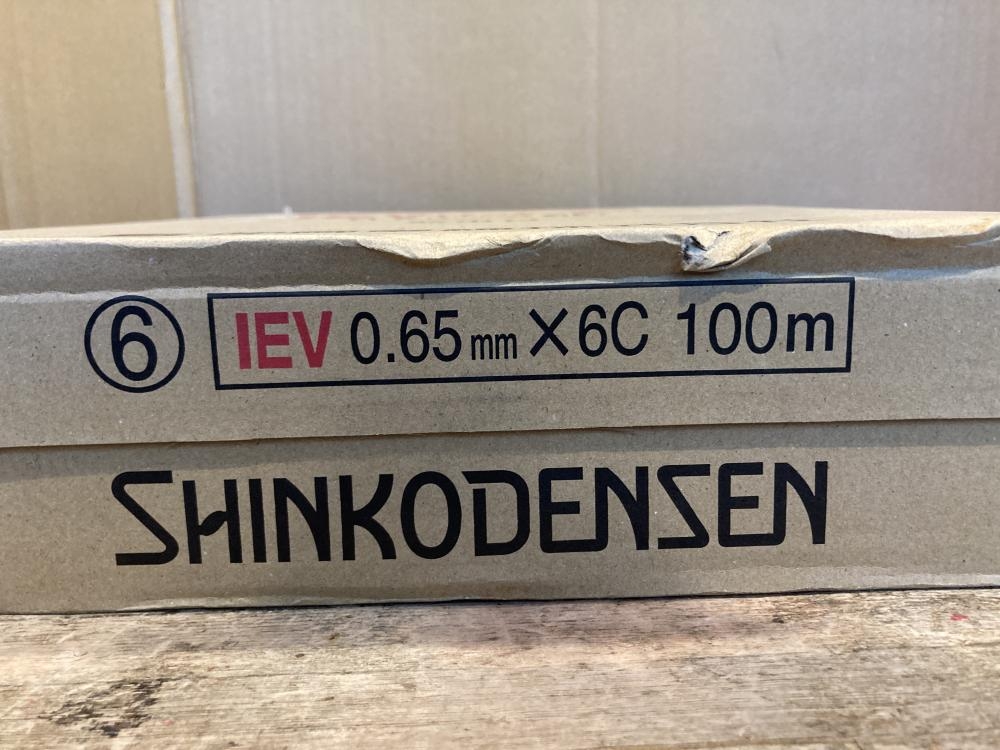 ⑥ IEV 0.65mm×6C 100m
SHINKODENSEN